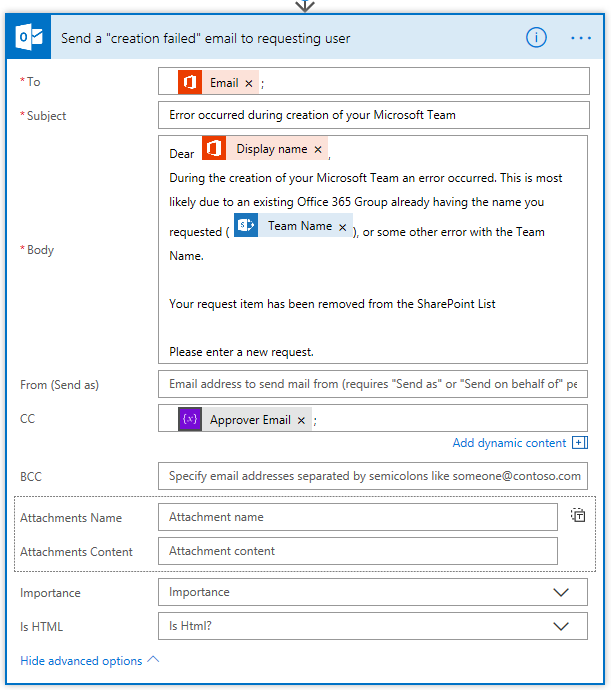 Send a "creation failed" email to requesting user
* To
Email × ;
* Subject
Error occurred during creation of your Microsoft Team
* Body
Dear Display name × ,
During the creation of your Microsoft Team an error occurred. This is most
likely due to an existing Office 365 Group already having the name you
requested ( Team Name × ), or some other error with the Team
Name.
Your request item has been removed from the SharePoint List
Please enter a new request.
From (Send as)
Email address to send mail from (requires "Send as" or "Send on behalf of" pe
CC
{x} Approver Email × ;
Add dynamic content
BCC
Specify email addresses separated by semicolons like someone@contoso.com
Attachments Name
Attachment name
Attachments Content
Attachment content
Importance
Importance
Is HTML
Is Html?
Hide advanced options